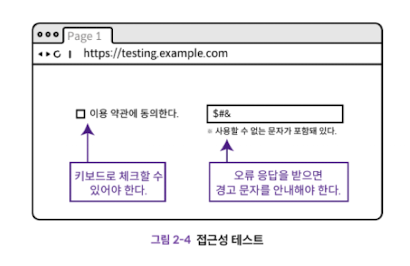 Page 1
https://testing.example.com
이용 약관에 동의한다.
$#&
※ 사용할 수 없는 문자가 포함돼 있다.
키보드로 체크할 수
있어야 한다.
오류 응답을 받으면
경고 문자를 안내해야 한다.
그림 2-4 접근성 테스트